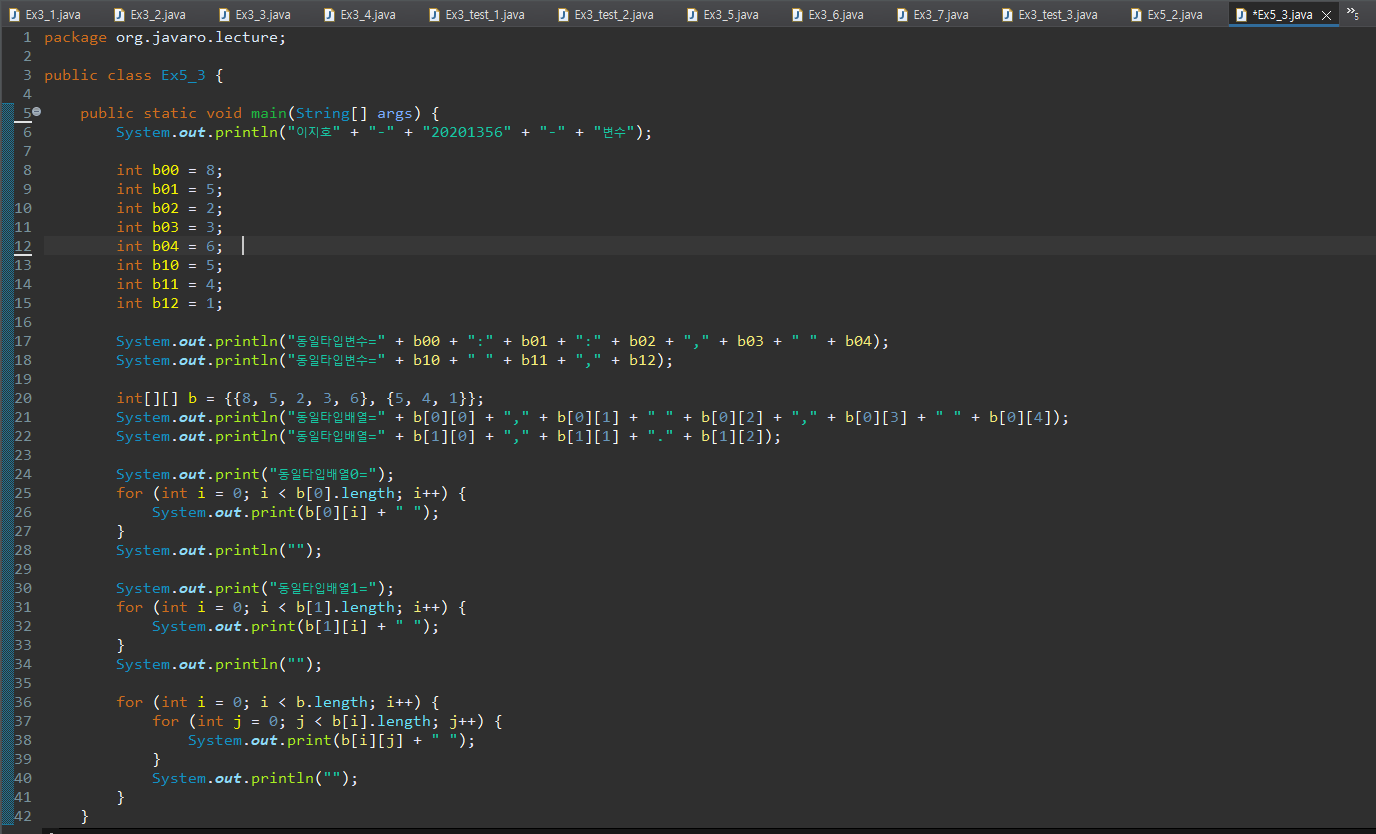 Ex3_1.java Ex3_2.java Ex3_3.java Ex3_4.java Ex3_test_1.java Ex3_test_2.java Ex3_5.java Ex3_6.java Ex3_7.java Ex3_test_3.java Ex5_2.java *Ex5_3.java »5
1 package org.javaro.lecture;
2
3 public class Ex5_3 {
4
5     public static void main(String[] args) {
6         System.out.println("이지호" + "-" + "20201356" + "-" + "변수");
7
8         int b00 = 8;
9         int b01 = 5;
10         int b02 = 2;
11         int b03 = 3;
12         int b04 = 6;
13         int b10 = 5;
14         int b11 = 4;
15         int b12 = 1;
16
17         System.out.println("동일타입변수=" + b00 + ":" + b01 + ":" + b02 + "," + b03 + " " + b04);
18         System.out.println("동일타입변수=" + b10 + " " + b11 + "," + b12);
19
20         int[][] b = {{8, 5, 2, 3, 6}, {5, 4, 1}};
21         System.out.println("동일타입배열=" + b[0][0] + "," + b[0][1] + " " + b[0][2] + "," + b[0][3] + " " + b[0][4]);
22         System.out.println("동일타입배열=" + b[1][0] + "," + b[1][1] + "." + b[1][2]);
23
24         System.out.print("동일타입배열0=");
25         for (int i = 0; i < b[0].length; i++) {
26             System.out.print(b[0][i] + " ");
27         }
28         System.out.println("");
29
30         System.out.print("동일타입배열1=");
31         for (int i = 0; i < b[1].length; i++) {
32             System.out.print(b[1][i] + " ");
33         }
34         System.out.println("");
35
36         for (int i = 0; i < b.length; i++) {
37             for (int j = 0; j < b[i].length; j++) {
38                 System.out.print(b[i][j] + " ");
39             }
40             System.out.println("");
41         }
42     }